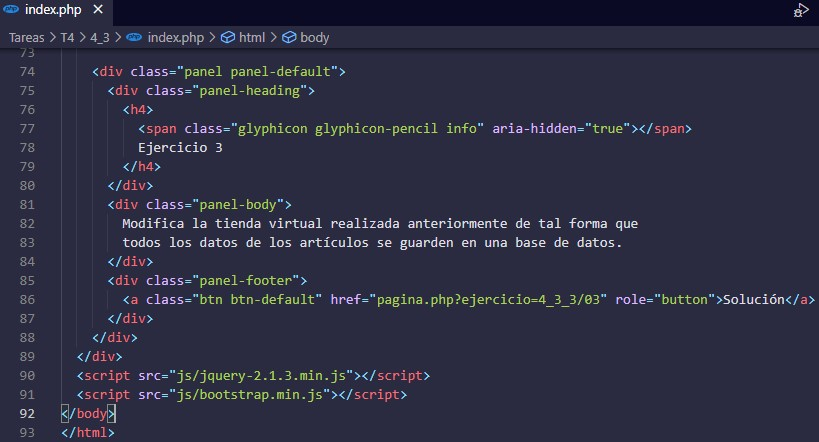 php index.php ×
Tareas > T4 > 4_3 > php index.php > html > body
73
74 <div class="panel panel-default">
75 <div class="panel-heading">
76 <h4>
77 <span class="glyphicon glyphicon-pencil info" aria-hidden="true"></span>
78 Ejercicio 3
79 </h4>
80 </div>
81 <div class="panel-body">
82 Modifica la tienda virtual realizada anteriormente de tal forma que
83 todos los datos de los artículos se guarden en una base de datos.
84 </div>
85 <div class="panel-footer">
86 <a class="btn btn-default" href="pagina.php?ejercicio=4_3_3/03" role="button">Solución</a>
87 </div>
88 </div>
89 </div>
90 <script src="js/jquery-2.1.3.min.js"></script>
91 <script src="js/bootstrap.min.js"></script>
92 </body>
93 </html>